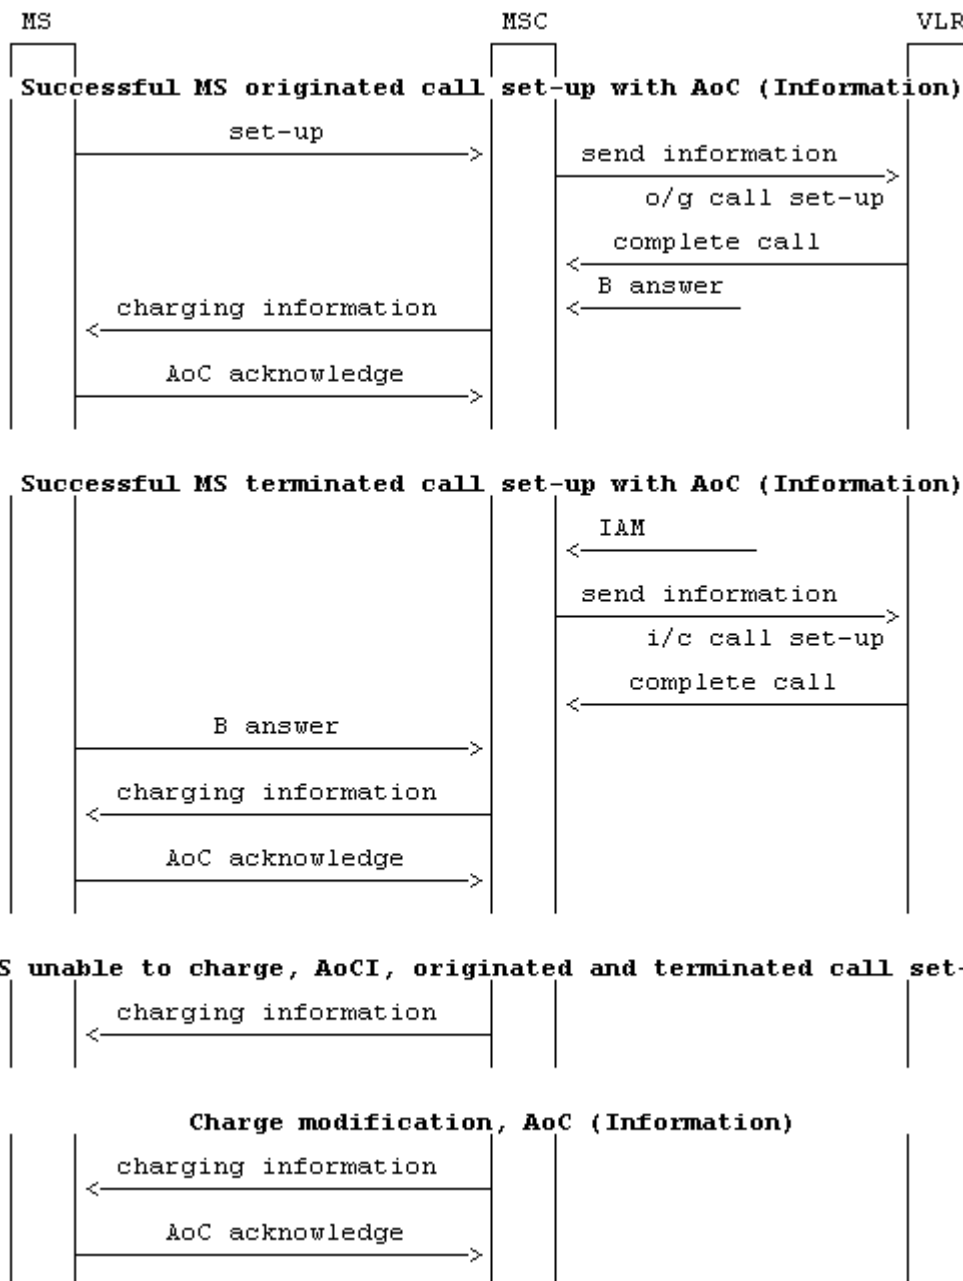 MS MSC VLR
Successful MS originated call set-up with AoC (Information)
set-up
send information
o/g call set-up
complete call
B answer
charging information
AoC acknowledge
Successful MS terminated call set-up with AoC (Information)
IAM
send information
i/c call set-up
complete call
B answer
charging information
AoC acknowledge
S unable to charge, AoCI, originated and terminated call set-
charging information
Charge modification, AoC (Information)
charging information
AoC acknowledge